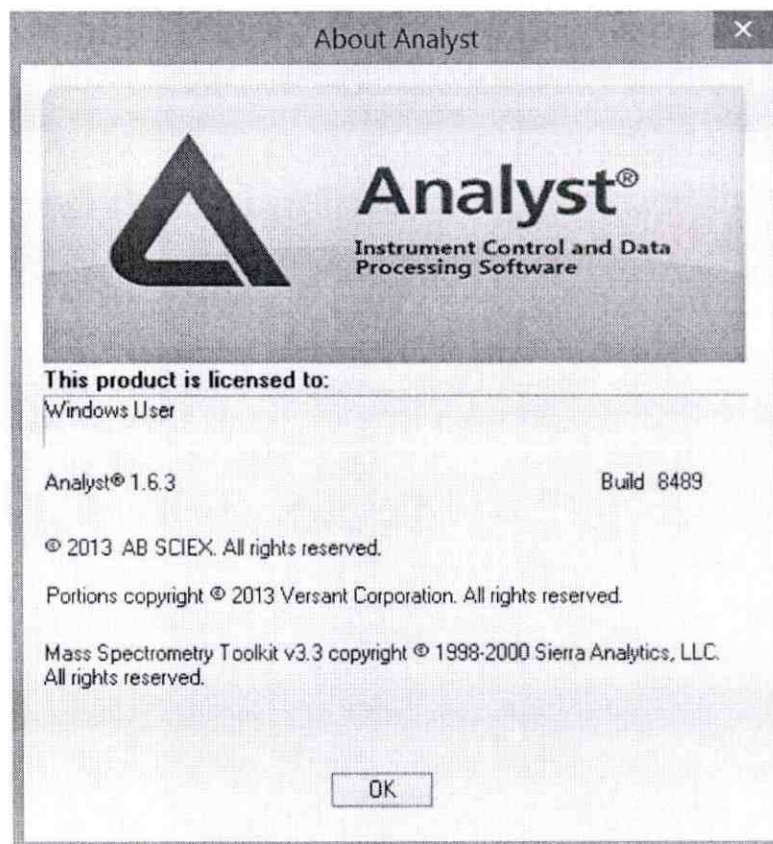 About Analyst
Analyst®
Instrument Control and Data
Processing Software
This product is licensed to:
Windows User
Analyst® 1.6.3 Build 8489
© 2013 AB SCIEX. All rights reserved.
Portions copyright © 2013 Versant Corporation. All rights reserved.
Mass Spectrometry Toolkit v3.3 copyright © 1998-2000 Sierra Analytics, LLC.
All rights reserved.
OK